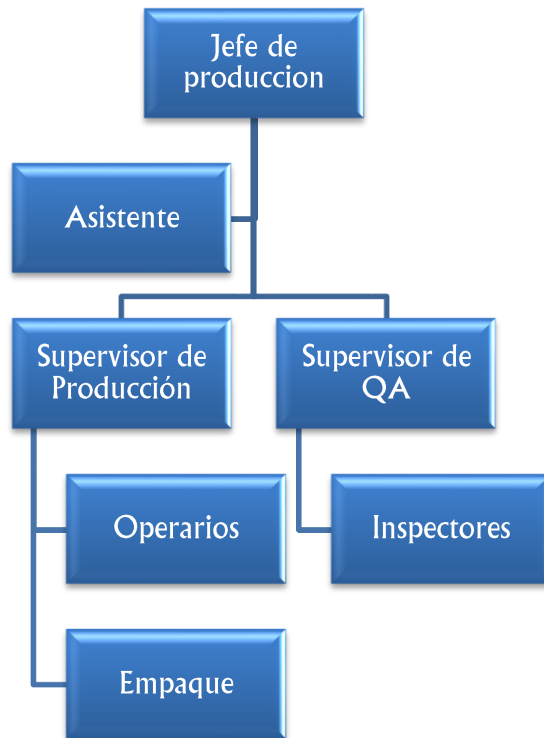 Jefe de
produccion
Asistente
Supervisor de
Producción
Supervisor de
QA
Operarios
Inspectores
Empaque